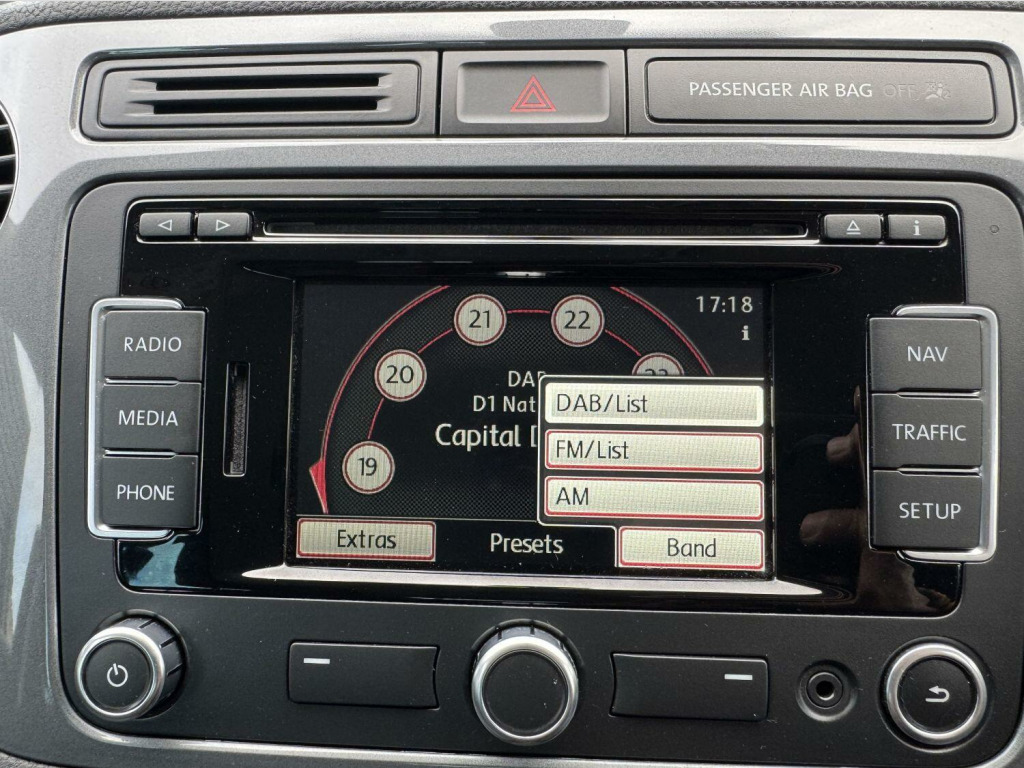 PASSENGER AIR BAG OFF
i
RADIO
MEDIA
PHONE
NAV
TRAFFIC
SETUP
17:18
i
19
20
21
22
DAB
D1 Nat
Capital
DAB/List
FM/List
AM
Extras
Presets
Band